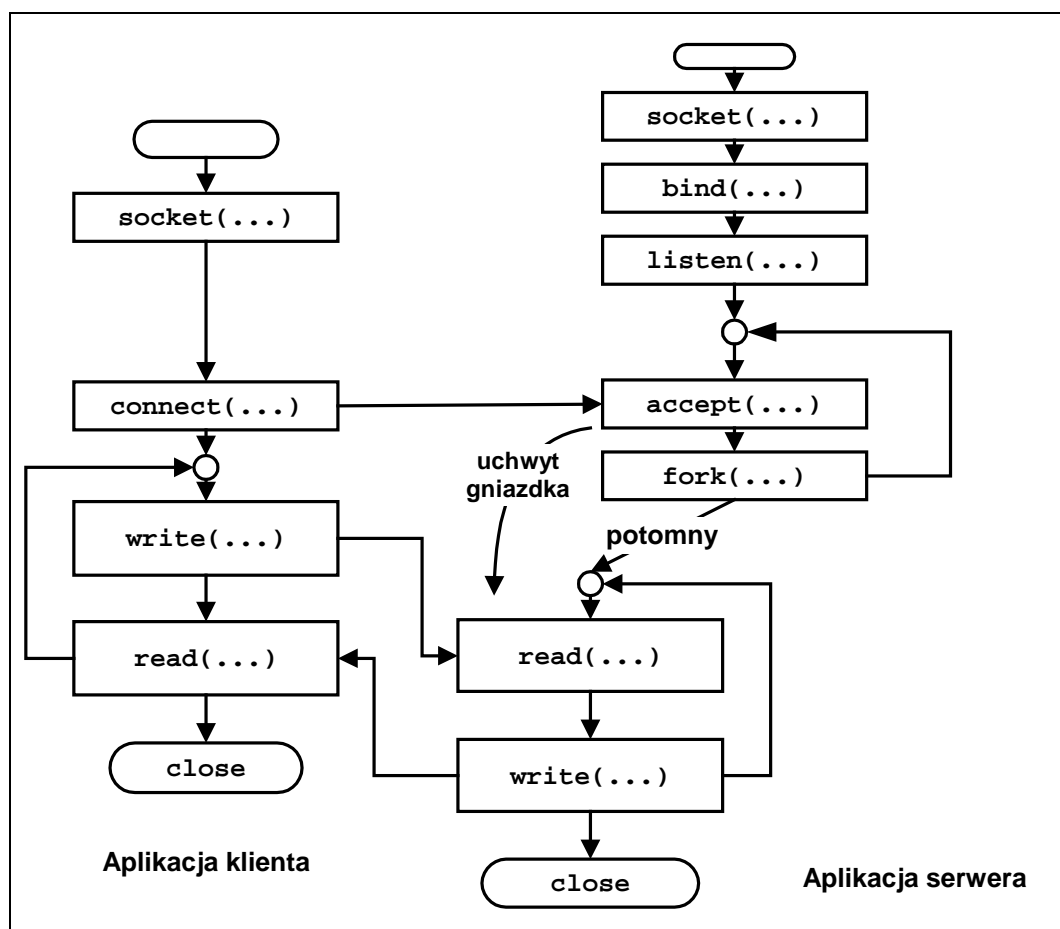 socket(...)
connect(...)
write(...)
read(...)
close
Aplikacja klienta
socket(...)
bind(...)
listen(...)
accept(...)
fork(...)
uchwyt
gniazdka
potomny
read(...)
write(...)
close
Aplikacja serwera